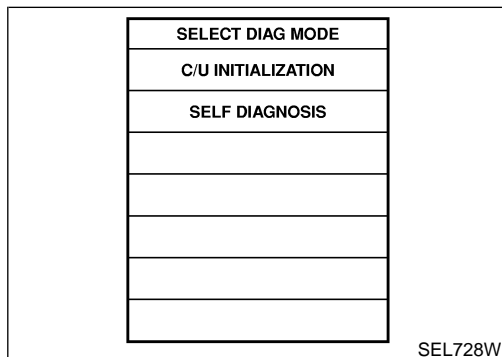 SELECT DIAG MODE
C/U INITIALIZATION
SELF DIAGNOSIS
SEL728W